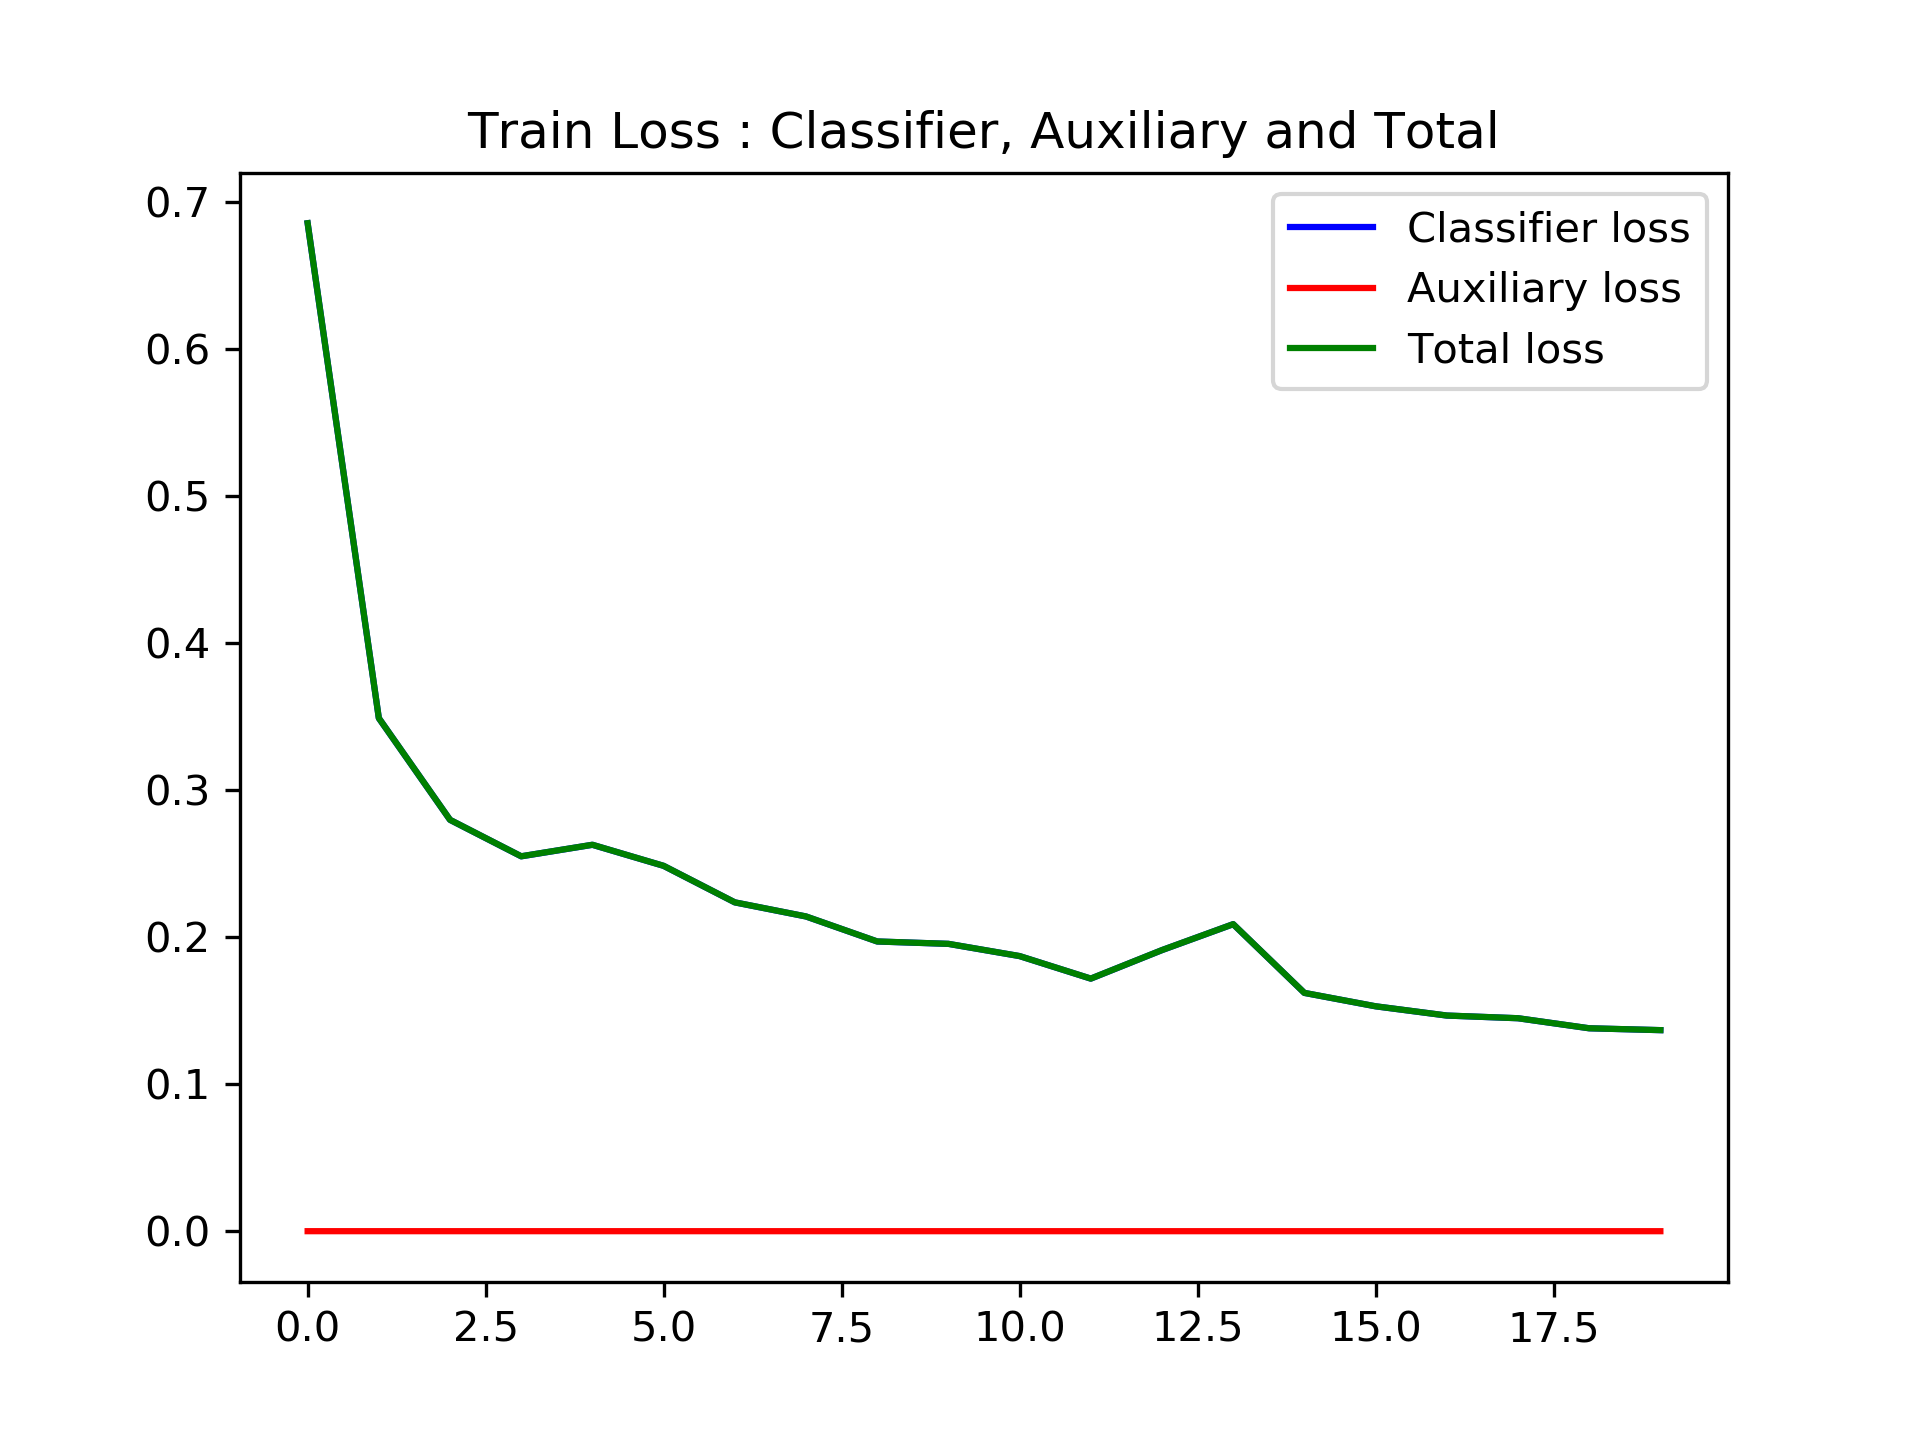 Train Loss : Classifier, Auxiliary and Total
Classifier loss
Auxiliary loss
Total loss
0.7
0.6
0.5
0.4
0.3
0.2
0.1
0.0
0.0 2.5 5.0 7.5 10.0 12.5 15.0 17.5